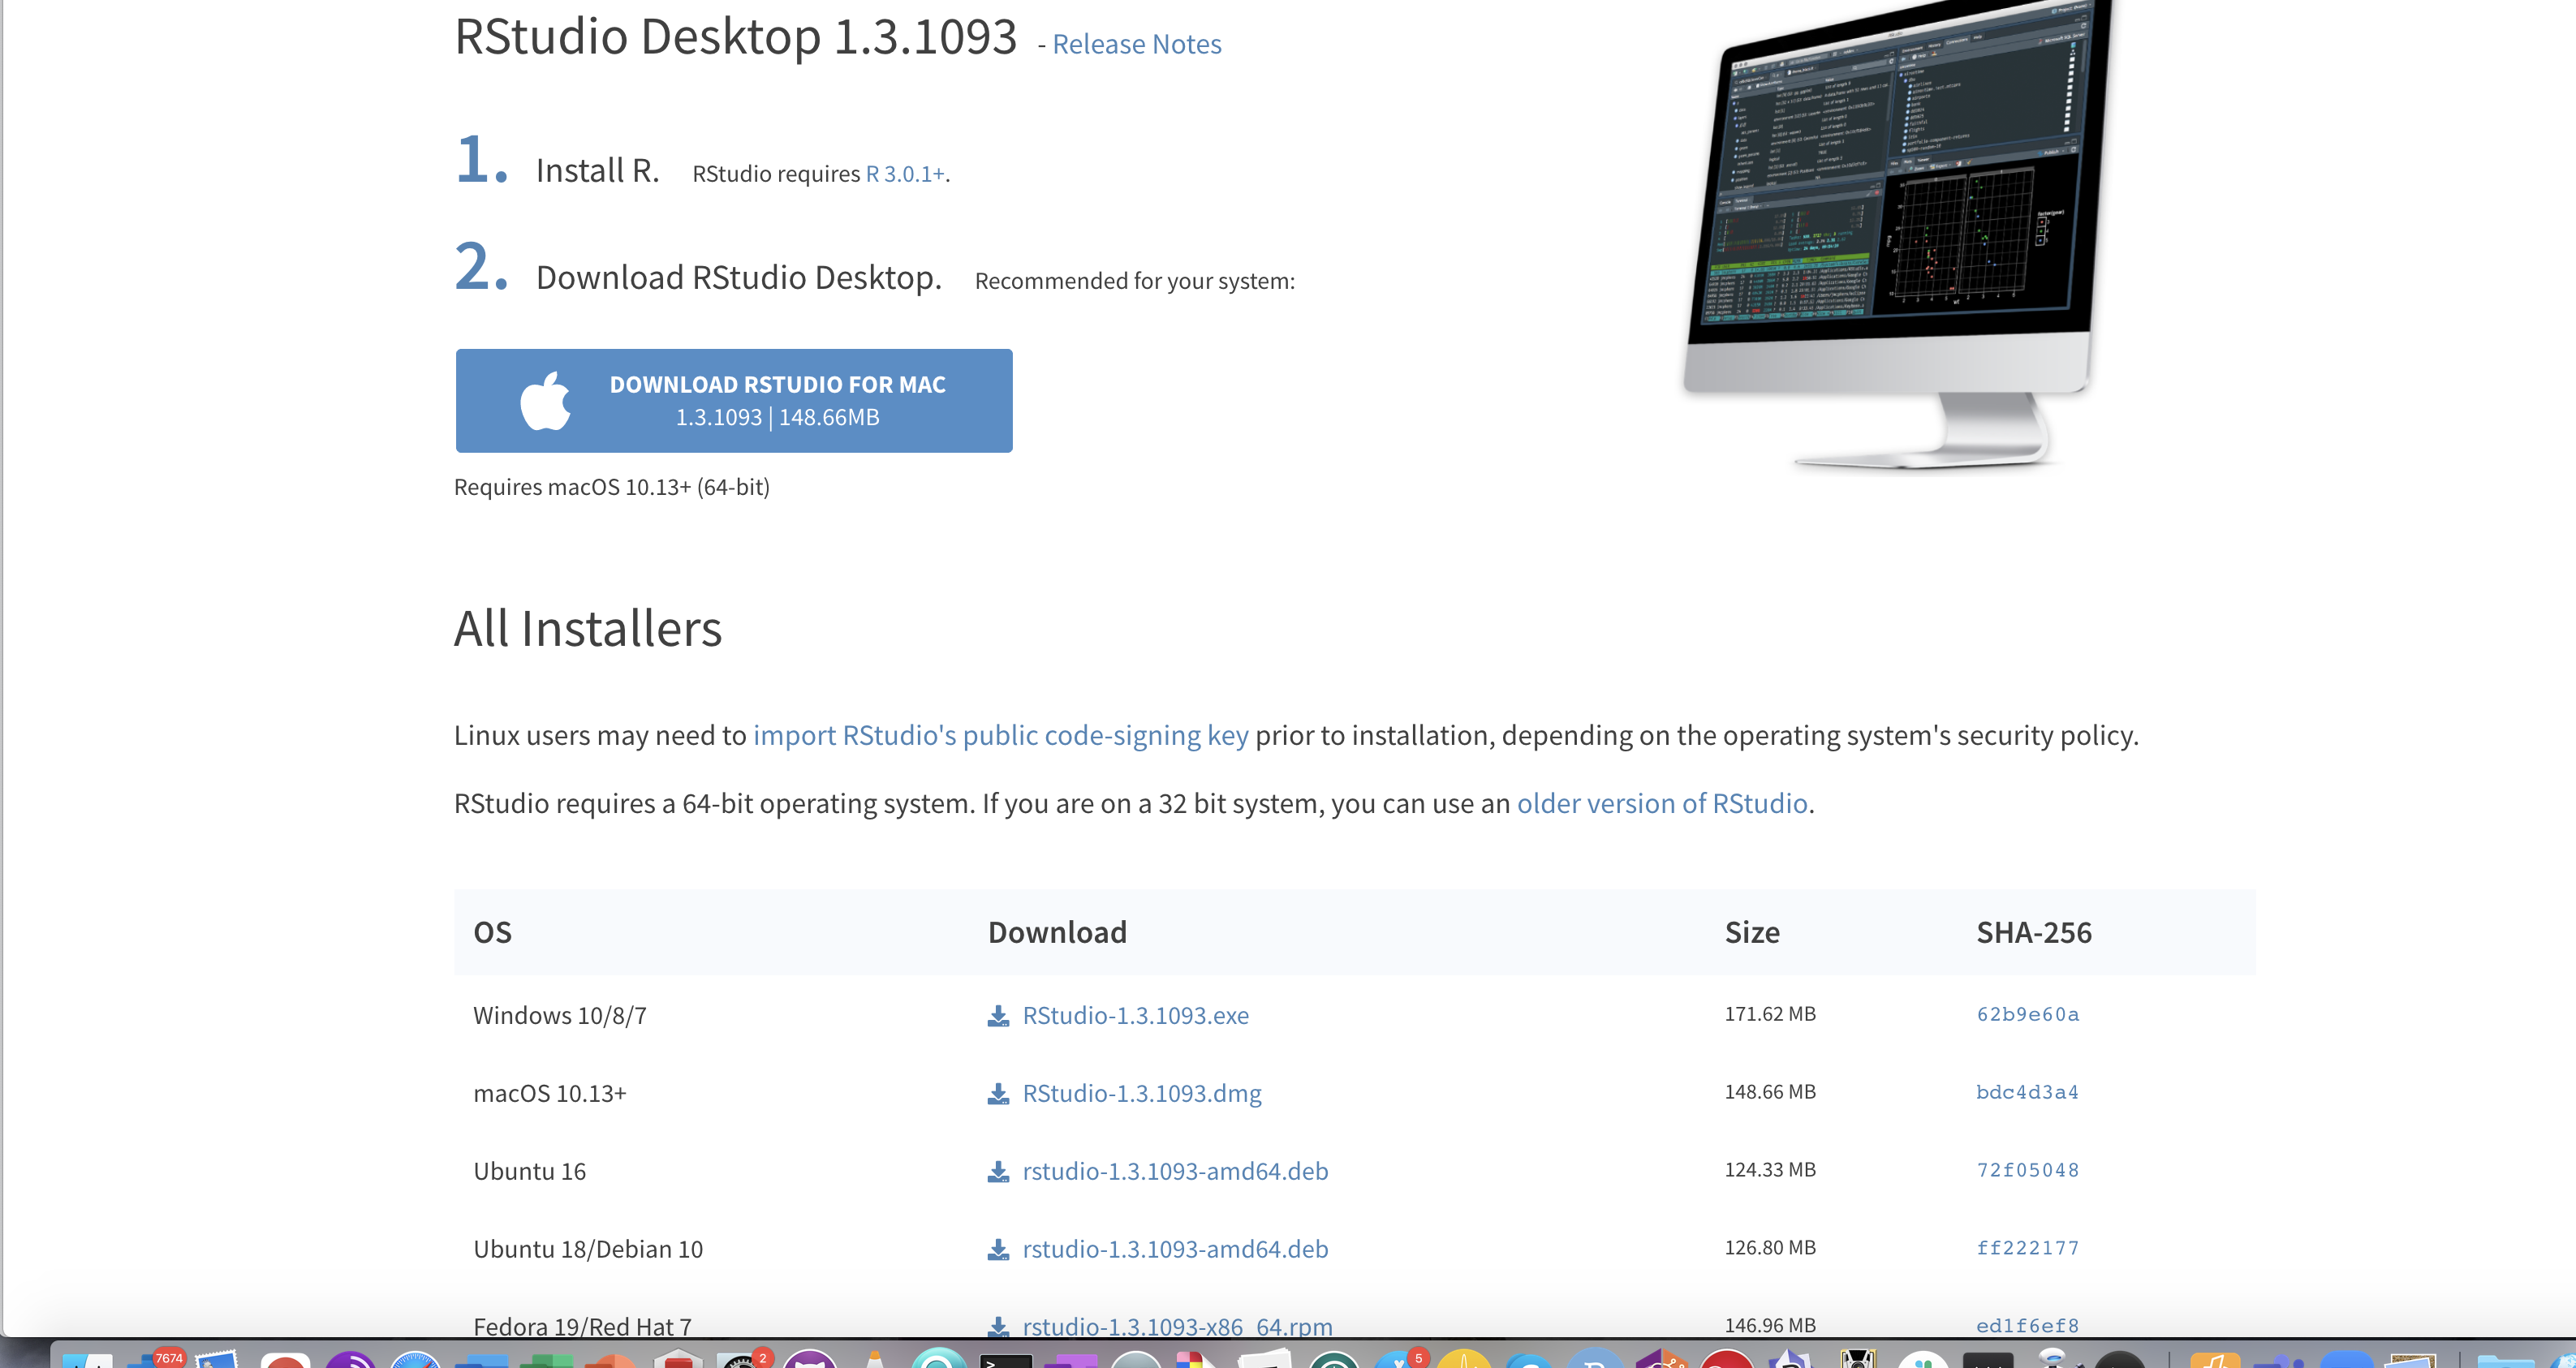 RStudio Desktop 1.3.1093 - Release Notes
1. Install R. RStudio requires R 3.0.1+.
2. Download RStudio Desktop. Recommended for your system:
DOWNLOAD RSTUDIO FOR MAC
1.3.1093 | 148.66MB
Requires macOS 10.13+ (64-bit)
All Installers
Linux users may need to import RStudio's public code-signing key prior to installation, depending on the operating system's security policy.
RStudio requires a 64-bit operating system. If you are on a 32 bit system, you can use an older version of RStudio.
OS Download Size SHA-256
Windows 10/8/7 RStudio-1.3.1093.exe 171.62 MB 62b9e60a
macOS 10.13+ RStudio-1.3.1093.dmg 148.66 MB bdc4d3a4
Ubuntu 16 rstudio-1.3.1093-amd64.deb 124.33 MB 72f05048
Ubuntu 18/Debian 10 rstudio-1.3.1093-amd64.deb 126.80 MB ff222177
Fedora 19/Red Hat 7 rstudio-1.3.1093-x86_64.rpm 146.96 MB ed1f6ef8
7674 2 5